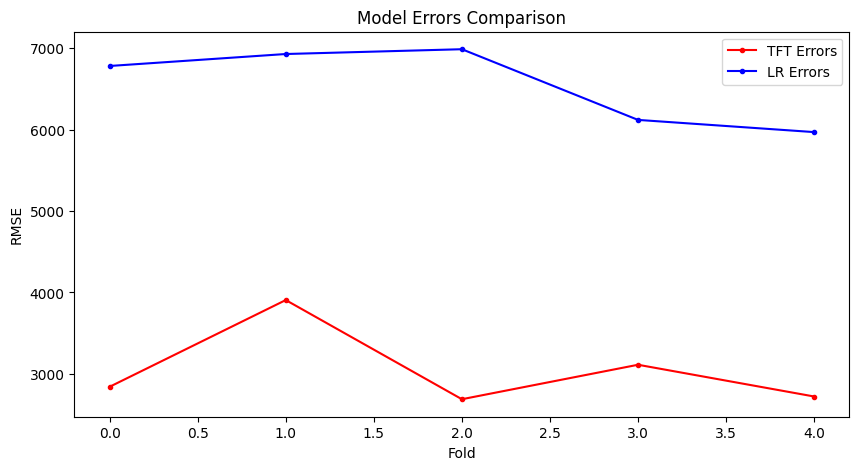 Model Errors Comparison
TFT Errors
LR Errors
7000
6000
5000
4000
3000
RMSE
0.0 0.5 1.0 1.5 2.0 2.5 3.0 3.5 4.0
Fold